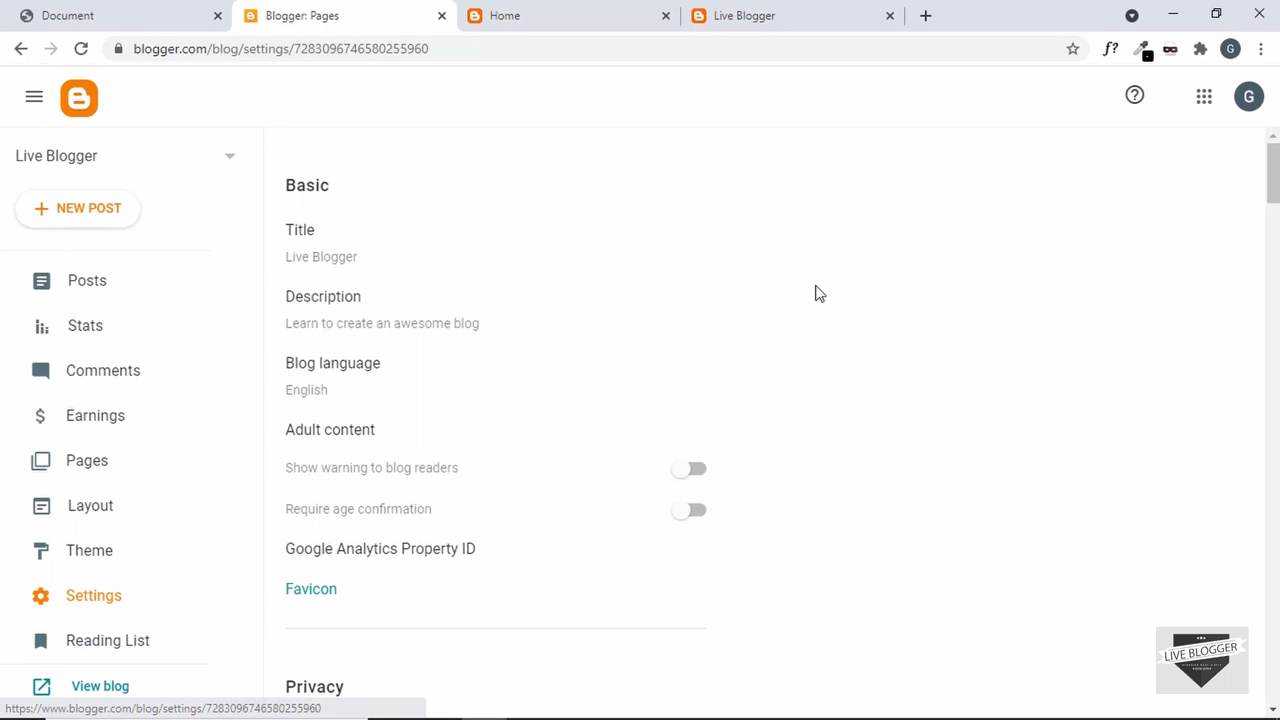 Document
Blogger: Pages
Home
Live Blogger
blogger.com/blog/settings/7283096746580255960
f?
G
G
Live Blogger
NEW POST
Posts
Stats
Comments
Earnings
Pages
Layout
Theme
Settings
Reading List
View blog
Basic
Title
Live Blogger
Description
Learn to create an awesome blog
Blog language
English
Adult content
Show warning to blog readers
Require age confirmation
Google Analytics Property ID
Favicon
Privacy
LIVE BLOGGER
https://www.blogger.com/blog/settings/7283096746580255960